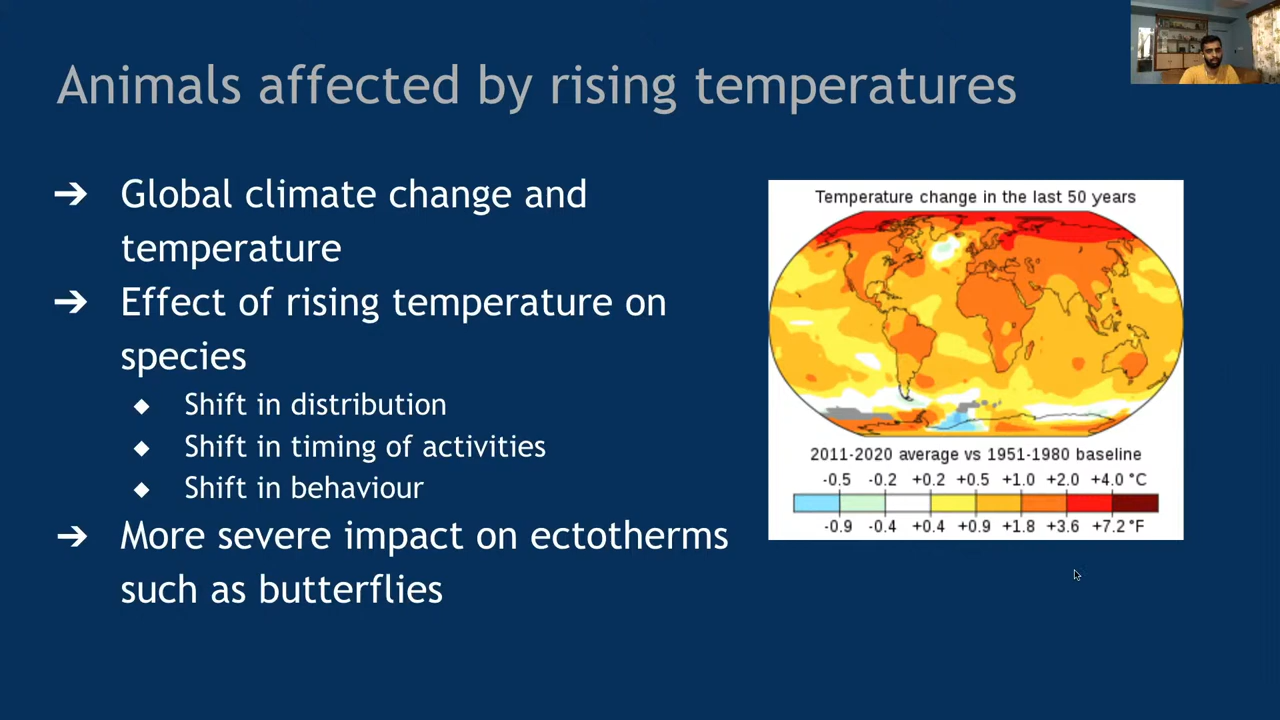 Animals affected by rising temperatures
➔ Global climate change and
temperature
➔ Effect of rising temperature on
species
◆ Shift in distribution
◆ Shift in timing of activities
◆ Shift in behaviour
➔ More severe impact on ectotherms
such as butterflies
Temperature change in the last 50 years
2011-2020 average vs 1951-1980 baseline
-0.5 -0.2 +0.2 +0.5 +1.0 +2.0 +4.0 °C
-0.9 -0.4 +0.4 +0.9 +1.8 +3.6 +7.2 °F